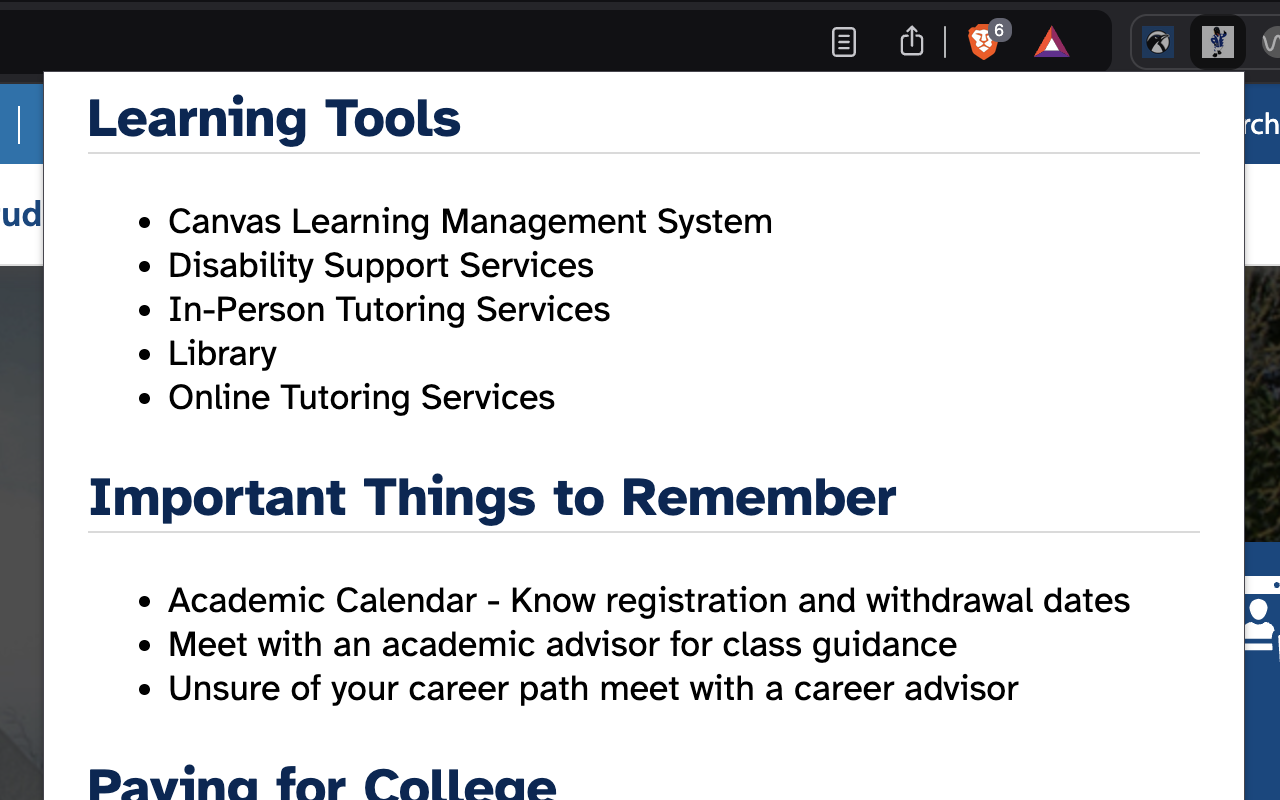 6
rch
ud
Learning Tools
Canvas Learning Management System
Disability Support Services
In-Person Tutoring Services
Library
Online Tutoring Services
Important Things to Remember
Academic Calendar - Know registration and withdrawal dates
Meet with an academic advisor for class guidance
Unsure of your career path meet with a career advisor
Paying for College